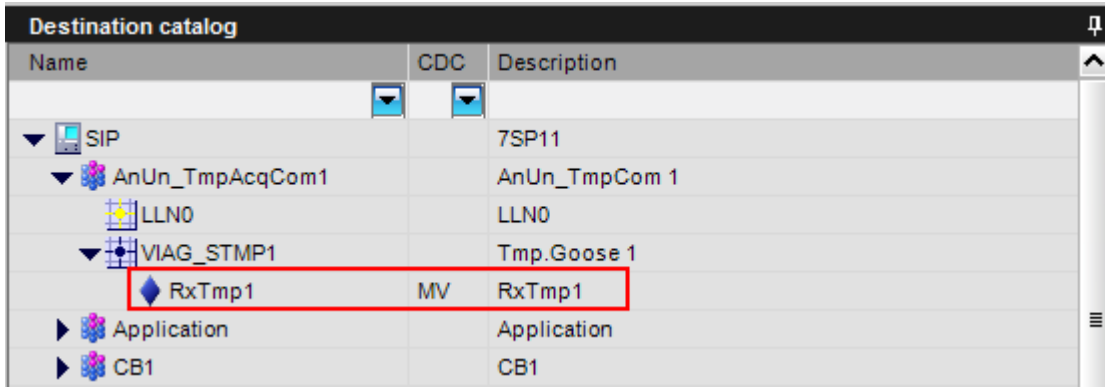 Destination catalog
Name CDC Description
SIP 7SP11
AnUn_TmpAcqCom1 AnUn_TmpCom 1
LLN0 LLN0
VIAG_STMP1 Tmp.Goose 1
RxTmp1 MV RxTmp1
Application Application
CB1 CB1